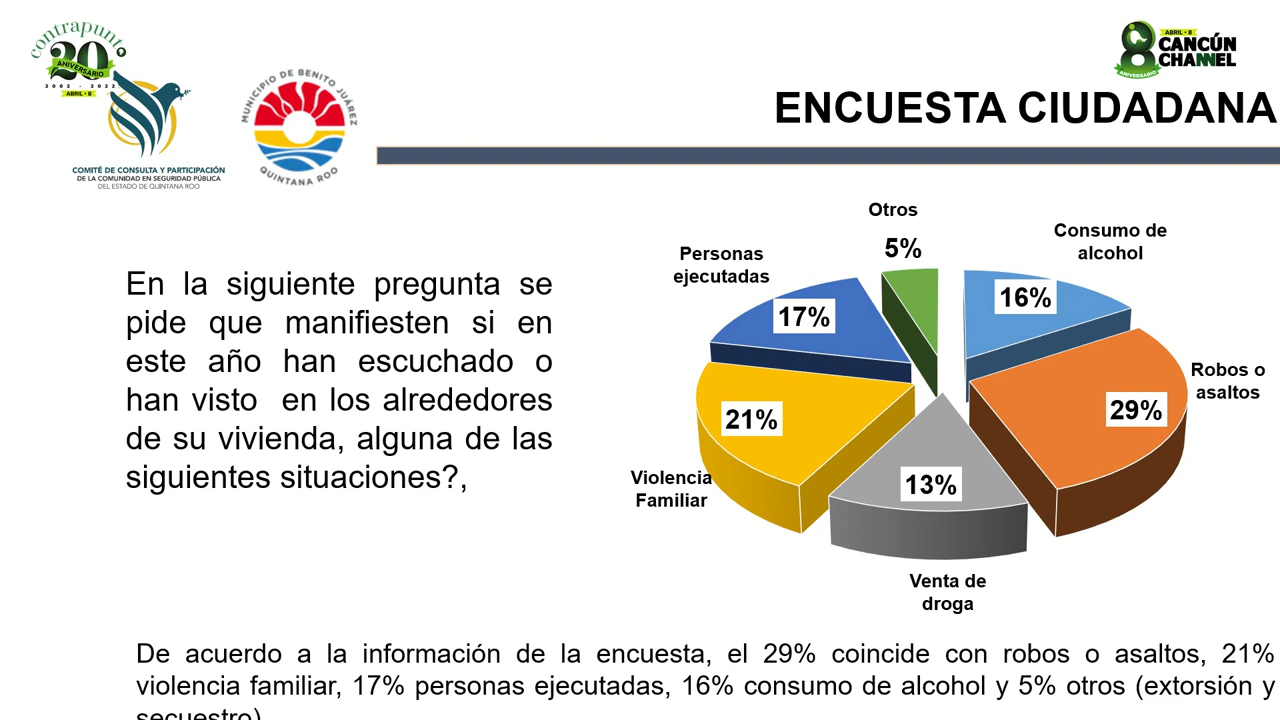 contrapunto
20
ANIVERSARIO
2002 - 2022
ABRIL - 8
COMITÉ DE CONSULTA Y PARTICIPACIÓN
DE LA COMUNIDAD EN SEGURIDAD PÚBLICA
DEL ESTADO DE QUINTANA ROO
MUNICIPIO DE BENITO JUÁREZ
QUINTANA ROO
8
ABRIL - 8
CANCÚN
CHANNEL
ANIVERSARIO
ENCUESTA CIUDADANA
En la siguiente pregunta se
pide que manifiesten si en
este año han escuchado o
han visto en los alrededores
de su vivienda, alguna de las
siguientes situaciones?,
Otros
5%
Consumo de
alcohol
16%
Personas
ejecutadas
17%
Robos o
asaltos
29%
21%
Violencia
Familiar
13%
Venta de
droga
De acuerdo a la información de la encuesta, el 29% coincide con robos o asaltos, 21%
violencia familiar, 17% personas ejecutadas, 16% consumo de alcohol y 5% otros (extorsión y
secuestro)